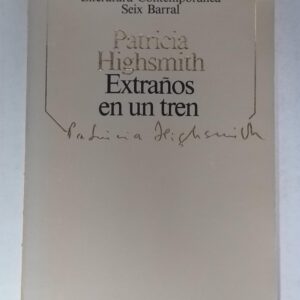 Literatura Contemporánea
Seix Barral
Patricia
Highsmith
Extraños
en un tren
Patricia Highsmith